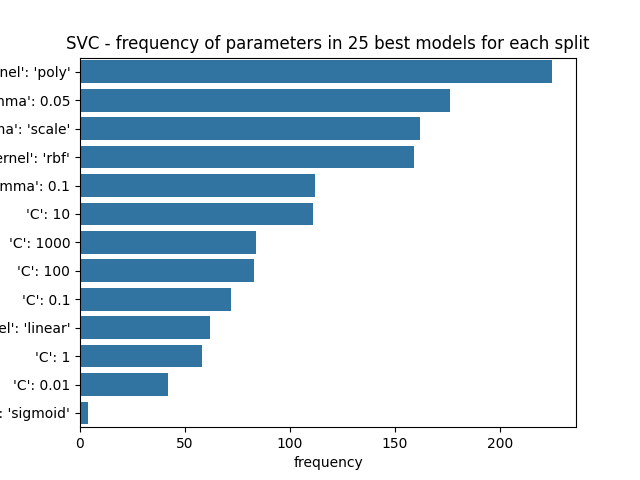 SVC - frequency of parameters in 25 best models for each split
nel': 'poly'
mma': 0.05
na': 'scale'
ernel': 'rbf'
mma': 0.1
'C': 10
'C': 1000
'C': 100
'C': 0.1
el': 'linear'
'C': 1
'C': 0.01
: 'sigmoid'
0 50 100 150 200
frequency